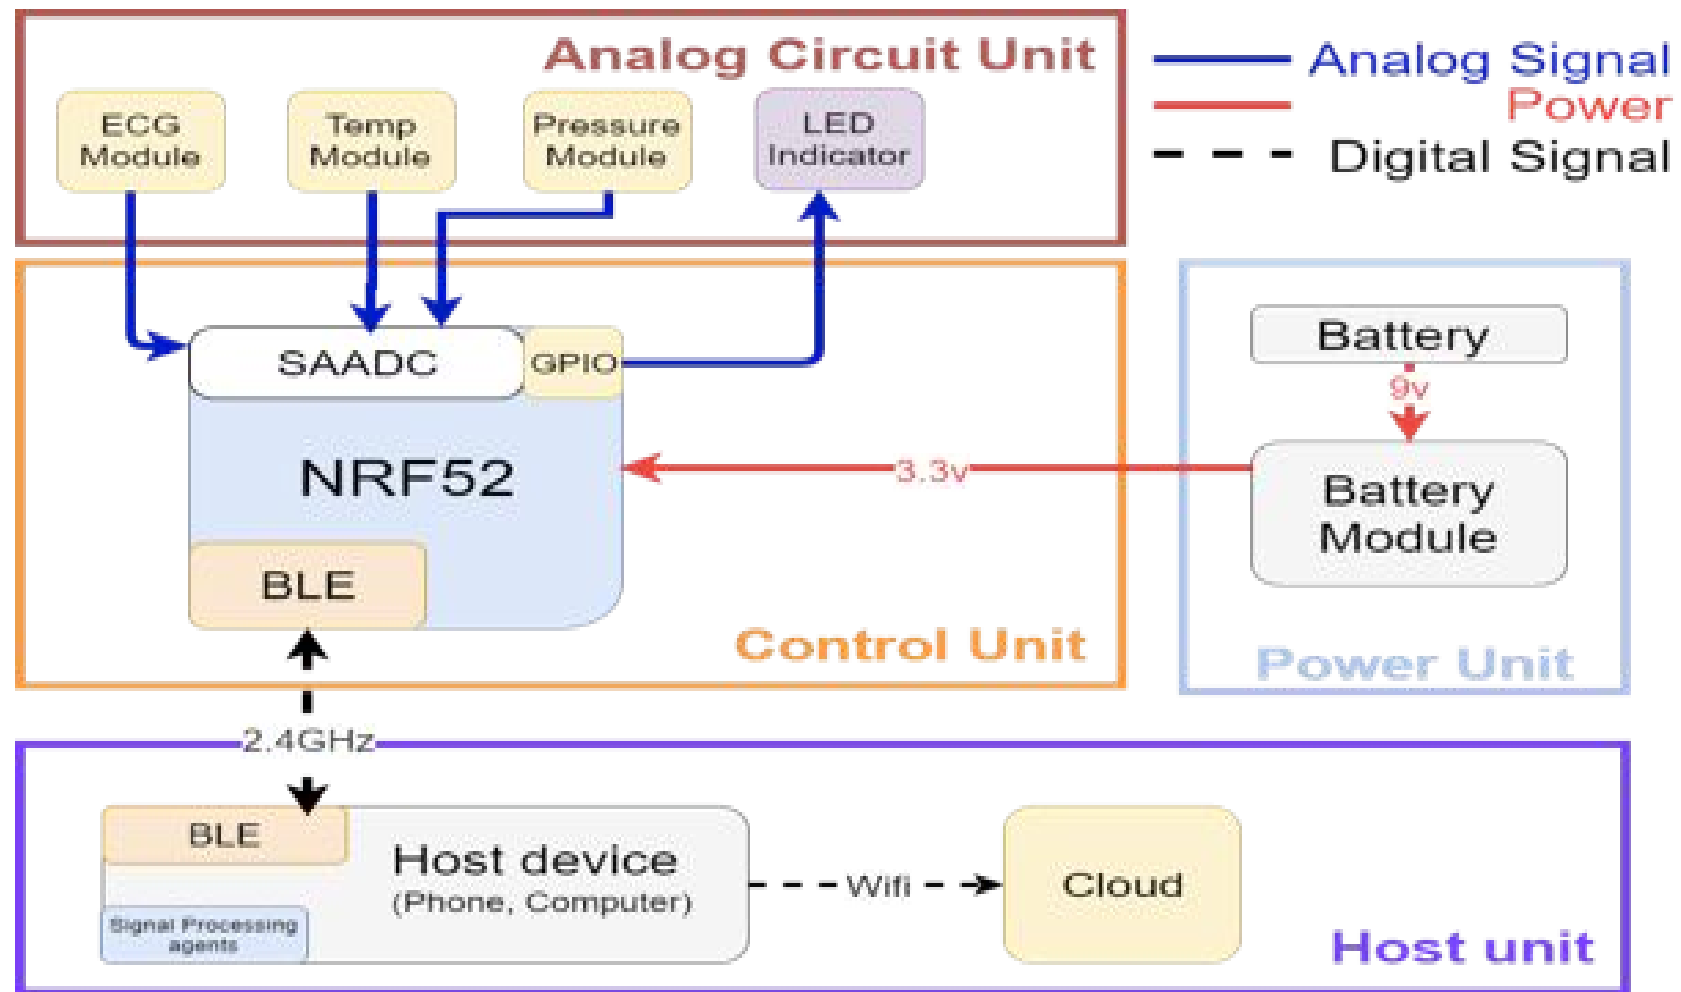 Analog Circuit Unit
Analog Signal
Power
Digital Signal
ECG
Module
Temp
Module
Pressure
Module
LED
Indicator
SAADC
GPIO
NRF52
BLE
Control Unit
3.3v
Battery
9v
Battery
Module
Power Unit
2.4GHz
BLE
Host device
(Phone, Computer)
Signal Processing
agents
Wifi
Cloud
Host unit